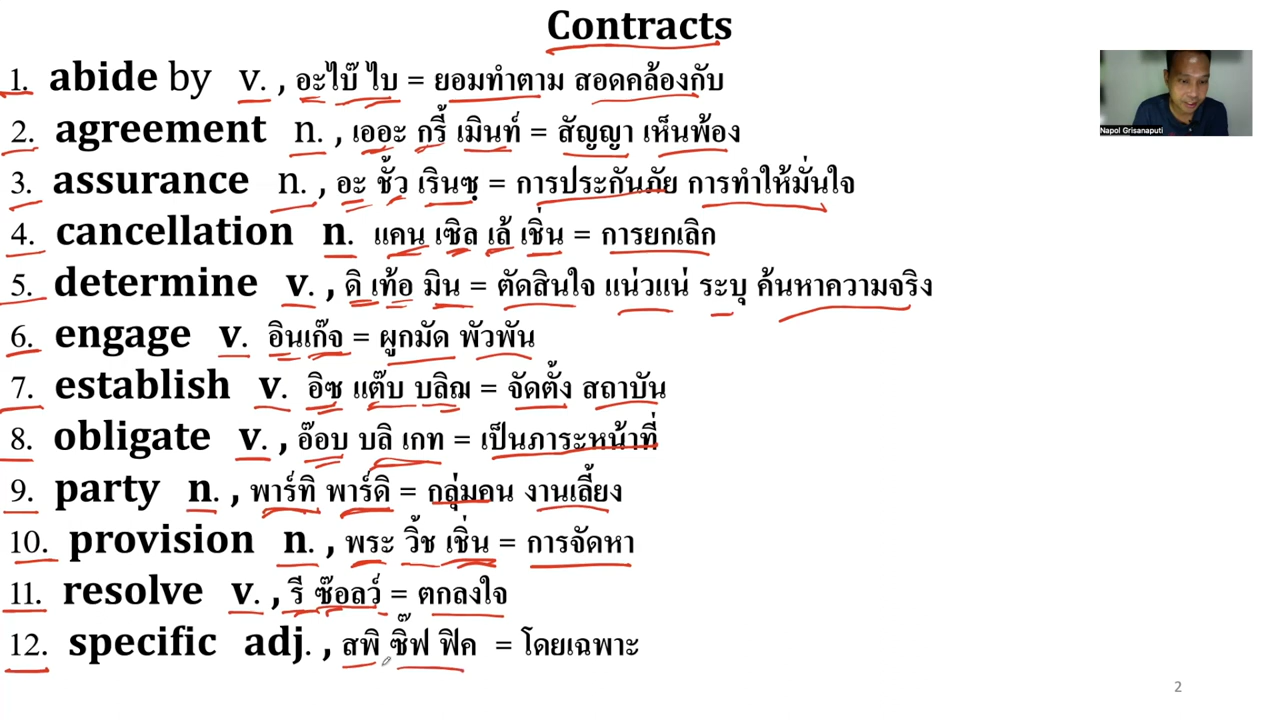 Contracts
1. abide by v. , อะไบ๊ ไบ = ยอมทำตาม สอดคล้องกับ
2. agreement n. , เออะ กรี้ เมินท์ = สัญญา เห็นพ้อง
3. assurance n. , อะ ชั้ว เรินซฺ = การประกันภัย การทำให้มั่นใจ
4. cancellation n. แคน เซิล เล้ เชิ่น = การยกเลิก
5. determine v. , ดิ เท้อ มิน = ตัดสินใจ แน่วแน่ ระบุ ค้นหาความจริง
6. engage v. อินเก๊จ = ผูกมัด พัวพัน
7. establish v. อิซ แต๊บ บลิฌ = จัดตั้ง สถาบัน
8. obligate v. , อ๊อบ บลิ เกท = เป็นภาระหน้าที่
9. party n. , พาร์ทิ พาร์ดิ = กลุ่มคน งานเลี้ยง
10. provision n. , พระ วิ้ช เชิ่น = การจัดหา
11. resolve v. , รี ซ๊อลว์ = ตกลงใจ
12. specific adj. , สพิ ซิ๊ฟ ฟิค = โดยเฉพาะ
Napol Grisanaputi
2